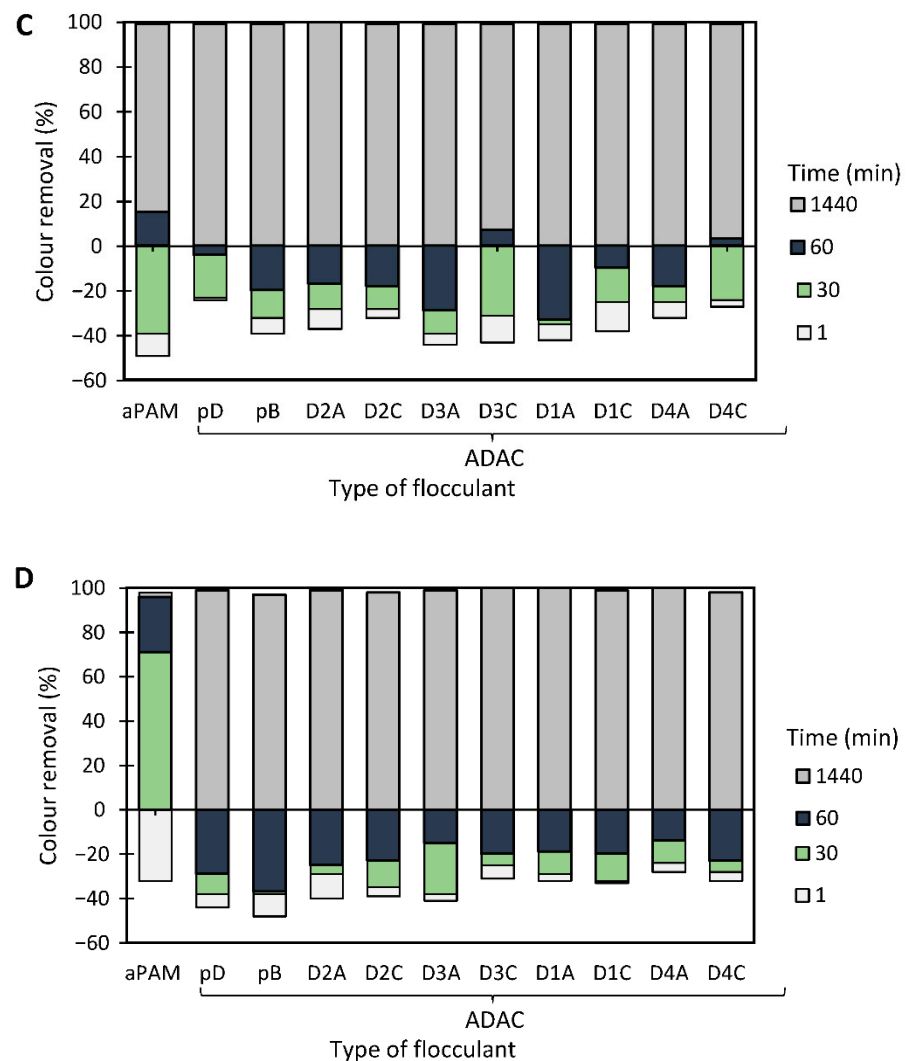 C
Colour removal (%)
100
80
60
40
20
0
−20
−40
−60
aPAM pD pB D2A D2C D3A D3C D1A D1C D4A D4C
ADAC
Type of flocculant
Time (min)
1440
60
30
1
D
Colour removal (%)
100
80
60
40
20
0
−20
−40
−60
aPAM pD pB D2A D2C D3A D3C D1A D1C D4A D4C
ADAC
Type of flocculant
Time (min)
1440
60
30
1